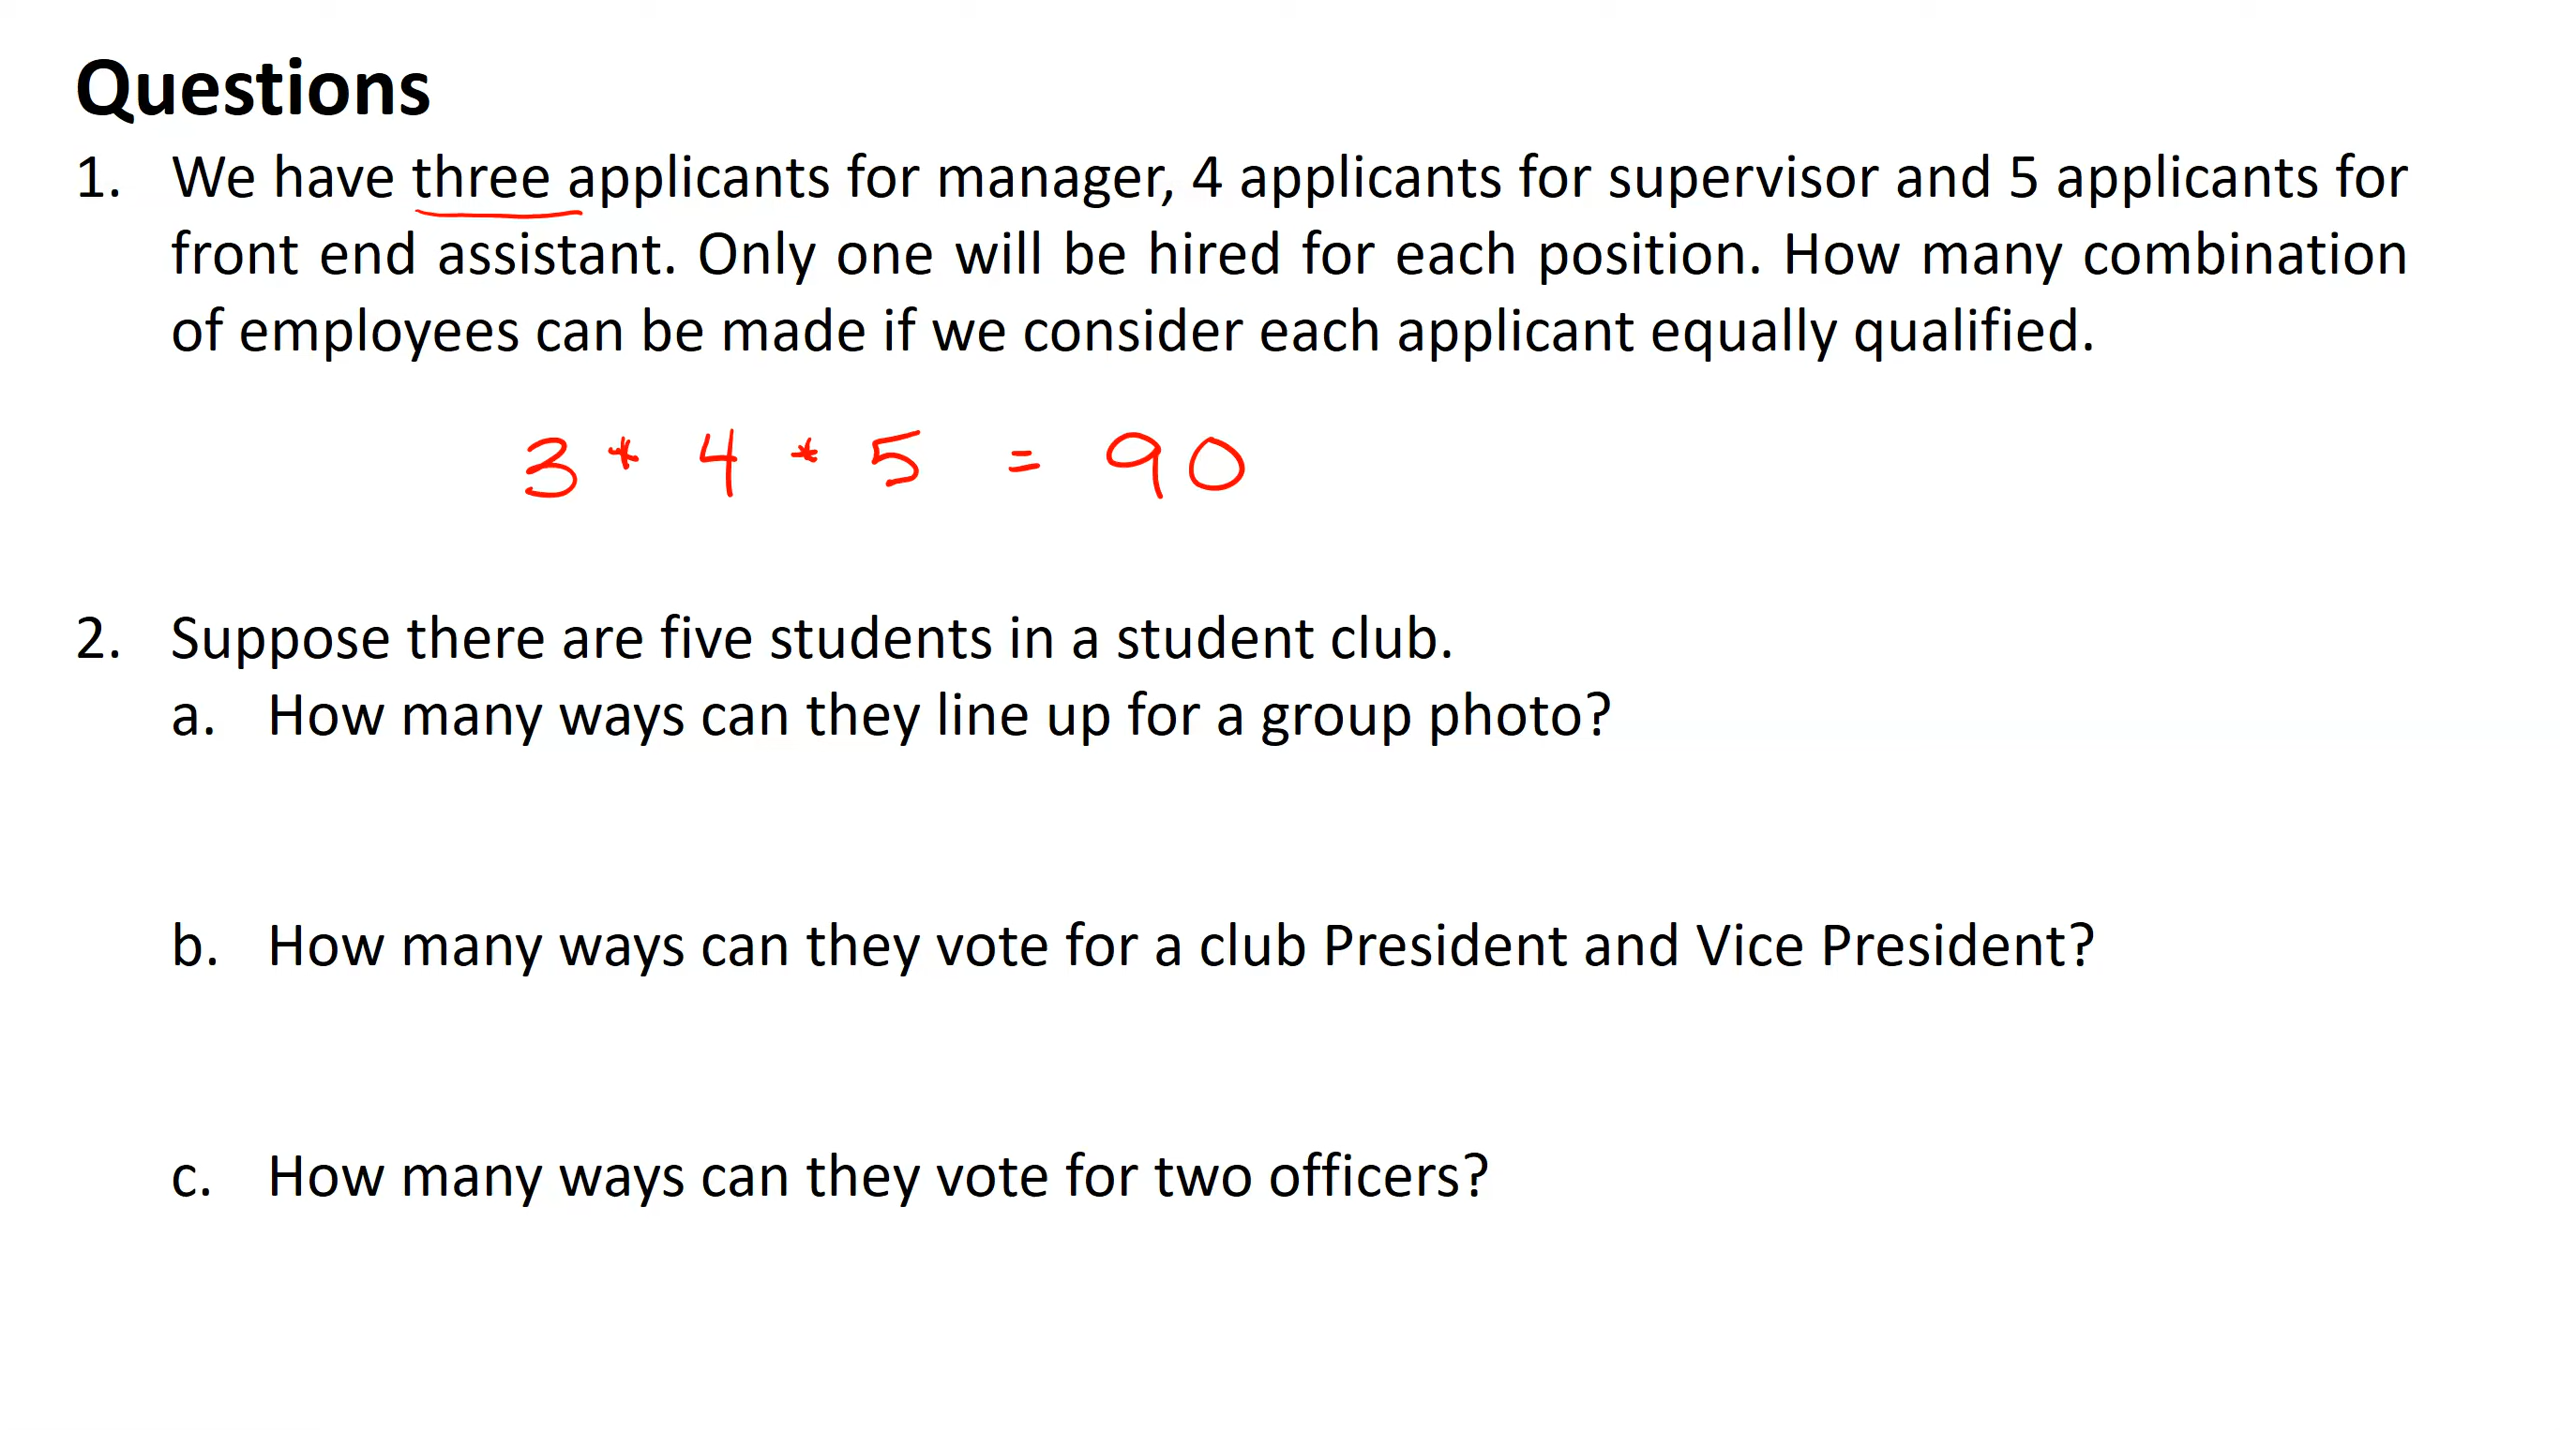 Questions
1. We have three applicants for manager, 4 applicants for supervisor and 5 applicants for
front end assistant. Only one will be hired for each position. How many combination
of employees can be made if we consider each applicant equally qualified.
3 * 4 * 5 = 90
2. Suppose there are five students in a student club.
a. How many ways can they line up for a group photo?
b. How many ways can they vote for a club President and Vice President?
c. How many ways can they vote for two officers?